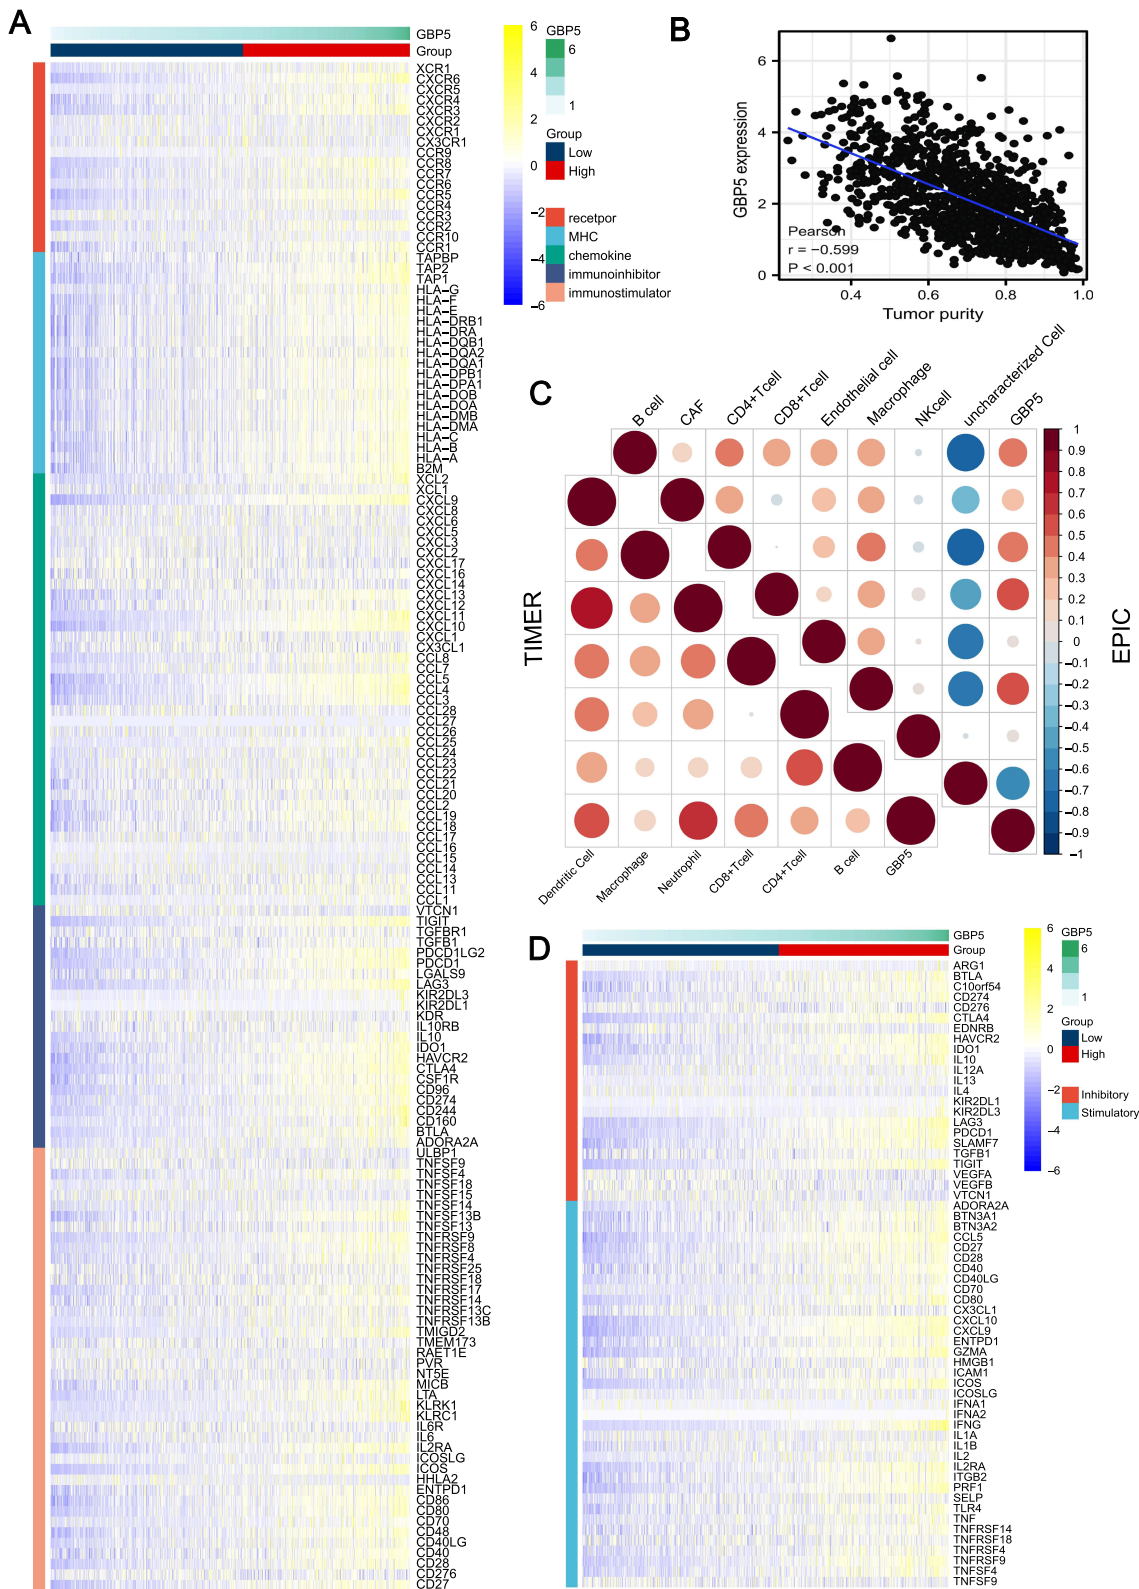 A
GBP5
Group
XCR1
CXCR6
CXCR5
CXCR4
CXCR3
CXCR2
CXCR1
CX3CR1
CCR9
CCR8
CCR7
CCR6
CCR5
CCR4
CCR3
CCR2
CCR10
CCR1
TAPBP
TAP2
TAP1
HLA−G
HLA−F
HLA−E
HLA−DRB1
HLA−DRA
HLA−DQB1
HLA−DQA2
HLA−DQA1
HLA−DPB1
HLA−DPA1
HLA−DOB
HLA−DOA
HLA−DMB
HLA−DMA
HLA−C
HLA−B
HLA−A
B2M
XCL2
XCL1
CXCL9
CXCL8
CXCL6
CXCL5
CXCL3
CXCL2
CXCL17
CXCL16
CXCL14
CXCL13
CXCL12
CXCL11
CXCL10
CXCL1
CX3CL1
CCL8
CCL7
CCL5
CCL4
CCL3
CCL28
CCL27
CCL26
CCL25
CCL24
CCL23
CCL22
CCL21
CCL20
CCL2
CCL19
CCL18
CCL17
CCL16
CCL15
CCL14
CCL13
CCL11
CCL1
VTCN1
TIGIT
TGFBR1
TGFB1
PDCD1LG2
PDCD1
LGALS9
LAG3
KIR2DL3
KIR2DL1
KDR
IL10RB
IL10
IDO1
HAVCR2
CTLA4
CSF1R
CD96
CD274
CD244
CD160
BTLA
ADORA2A
ULBP1
TNFSF9
TNFSF4
TNFSF18
TNFSF15
TNFSF14
TNFSF13B
TNFSF13
TNFRSF9
TNFRSF8
TNFRSF4
TNFRSF25
TNFRSF18
TNFRSF17
TNFRSF14
TNFRSF13C
TNFRSF13B
TMIGD2
TMEM173
RAET1E
PVR
NT5E
MICB
LTA
KLRK1
KLRC1
IL6R
IL6
IL2RA
ICOSLG
ICOS
HHLA2
ENTPD1
CD86
CD80
CD70
CD48
CD40LG
CD40
CD28
CD276
CD27
6
4
2
0
−2
−4
−6
GBP5
6
1
Group
Low
High
recetpor
MHC
chemokine
immunoinhibitor
immunostimulator
B
GBP5 expression
6
4
2
0
Pearson
r = −0.599
P < 0.001
0.4
0.6
0.8
1.0
Tumor purity
C
B cell
CAF
CD4+Tcell
CD8+Tcell
Endothelial cell
Macrophage
NKcell
uncharacterized Cell
GBP5
TIMER
EPIC
1
0.9
0.8
0.7
0.6
0.5
0.4
0.3
0.2
0.1
0
−0.1
−0.2
−0.3
−0.4
−0.5
−0.6
−0.7
−0.8
−0.9
−1
Dendritic Cell
Macrophage
Neutrophil
CD8+Tcell
CD4+Tcell
B cell
GBP5
D
GBP5
Group
ARG1
BTLA
C10orf54
CD274
CD276
CTLA4
EDNRB
HAVCR2
IDO1
IL10
IL12A
IL13
IL4
KIR2DL1
KIR2DL3
LAG3
PDCD1
SLAMF7
TGFB1
TIGIT
VEGFA
VEGFB
VTCN1
ADORA2A
BTN3A1
BTN3A2
CCL5
CD27
CD28
CD40
CD40LG
CD70
CD80
CX3CL1
CXCL10
CXCL9
ENTPD1
GZMA
HMGB1
ICAM1
ICOS
ICOSLG
IFNA1
IFNA2
IFNG
IL1A
IL1B
IL2
IL2RA
ITGB2
PRF1
SELP
TLR4
TNF
TNFRSF14
TNFRSF18
TNFRSF4
TNFRSF9
TNFSF4
TNFSF9
6
4
2
0
−2
−4
−6
GBP5
6
1
Group
Low
High
Inhibitory
Stimulatory